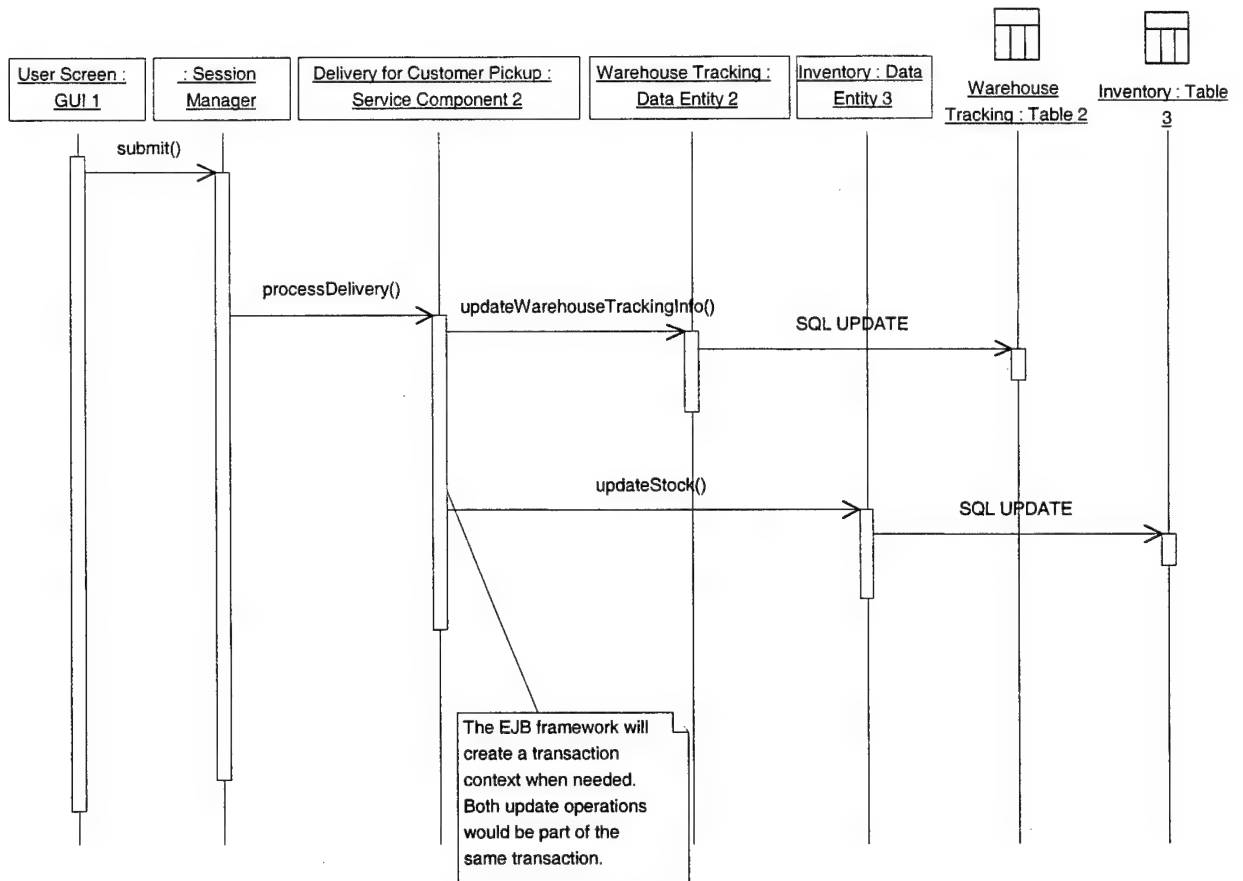 User Screen :
GUI 1
: Session
Manager
Delivery for Customer Pickup :
Service Component 2
Warehouse Tracking :
Data Entity 2
Inventory : Data
Entity 3
Warehouse
Tracking : Table 2
Inventory : Table
3
submit()
processDelivery()
updateWarehouseTrackingInfo()
SQL UPDATE
updateStock()
SQL UPDATE
The EJB framework will
create a transaction
context when needed.
Both update operations
would be part of the
same transaction.